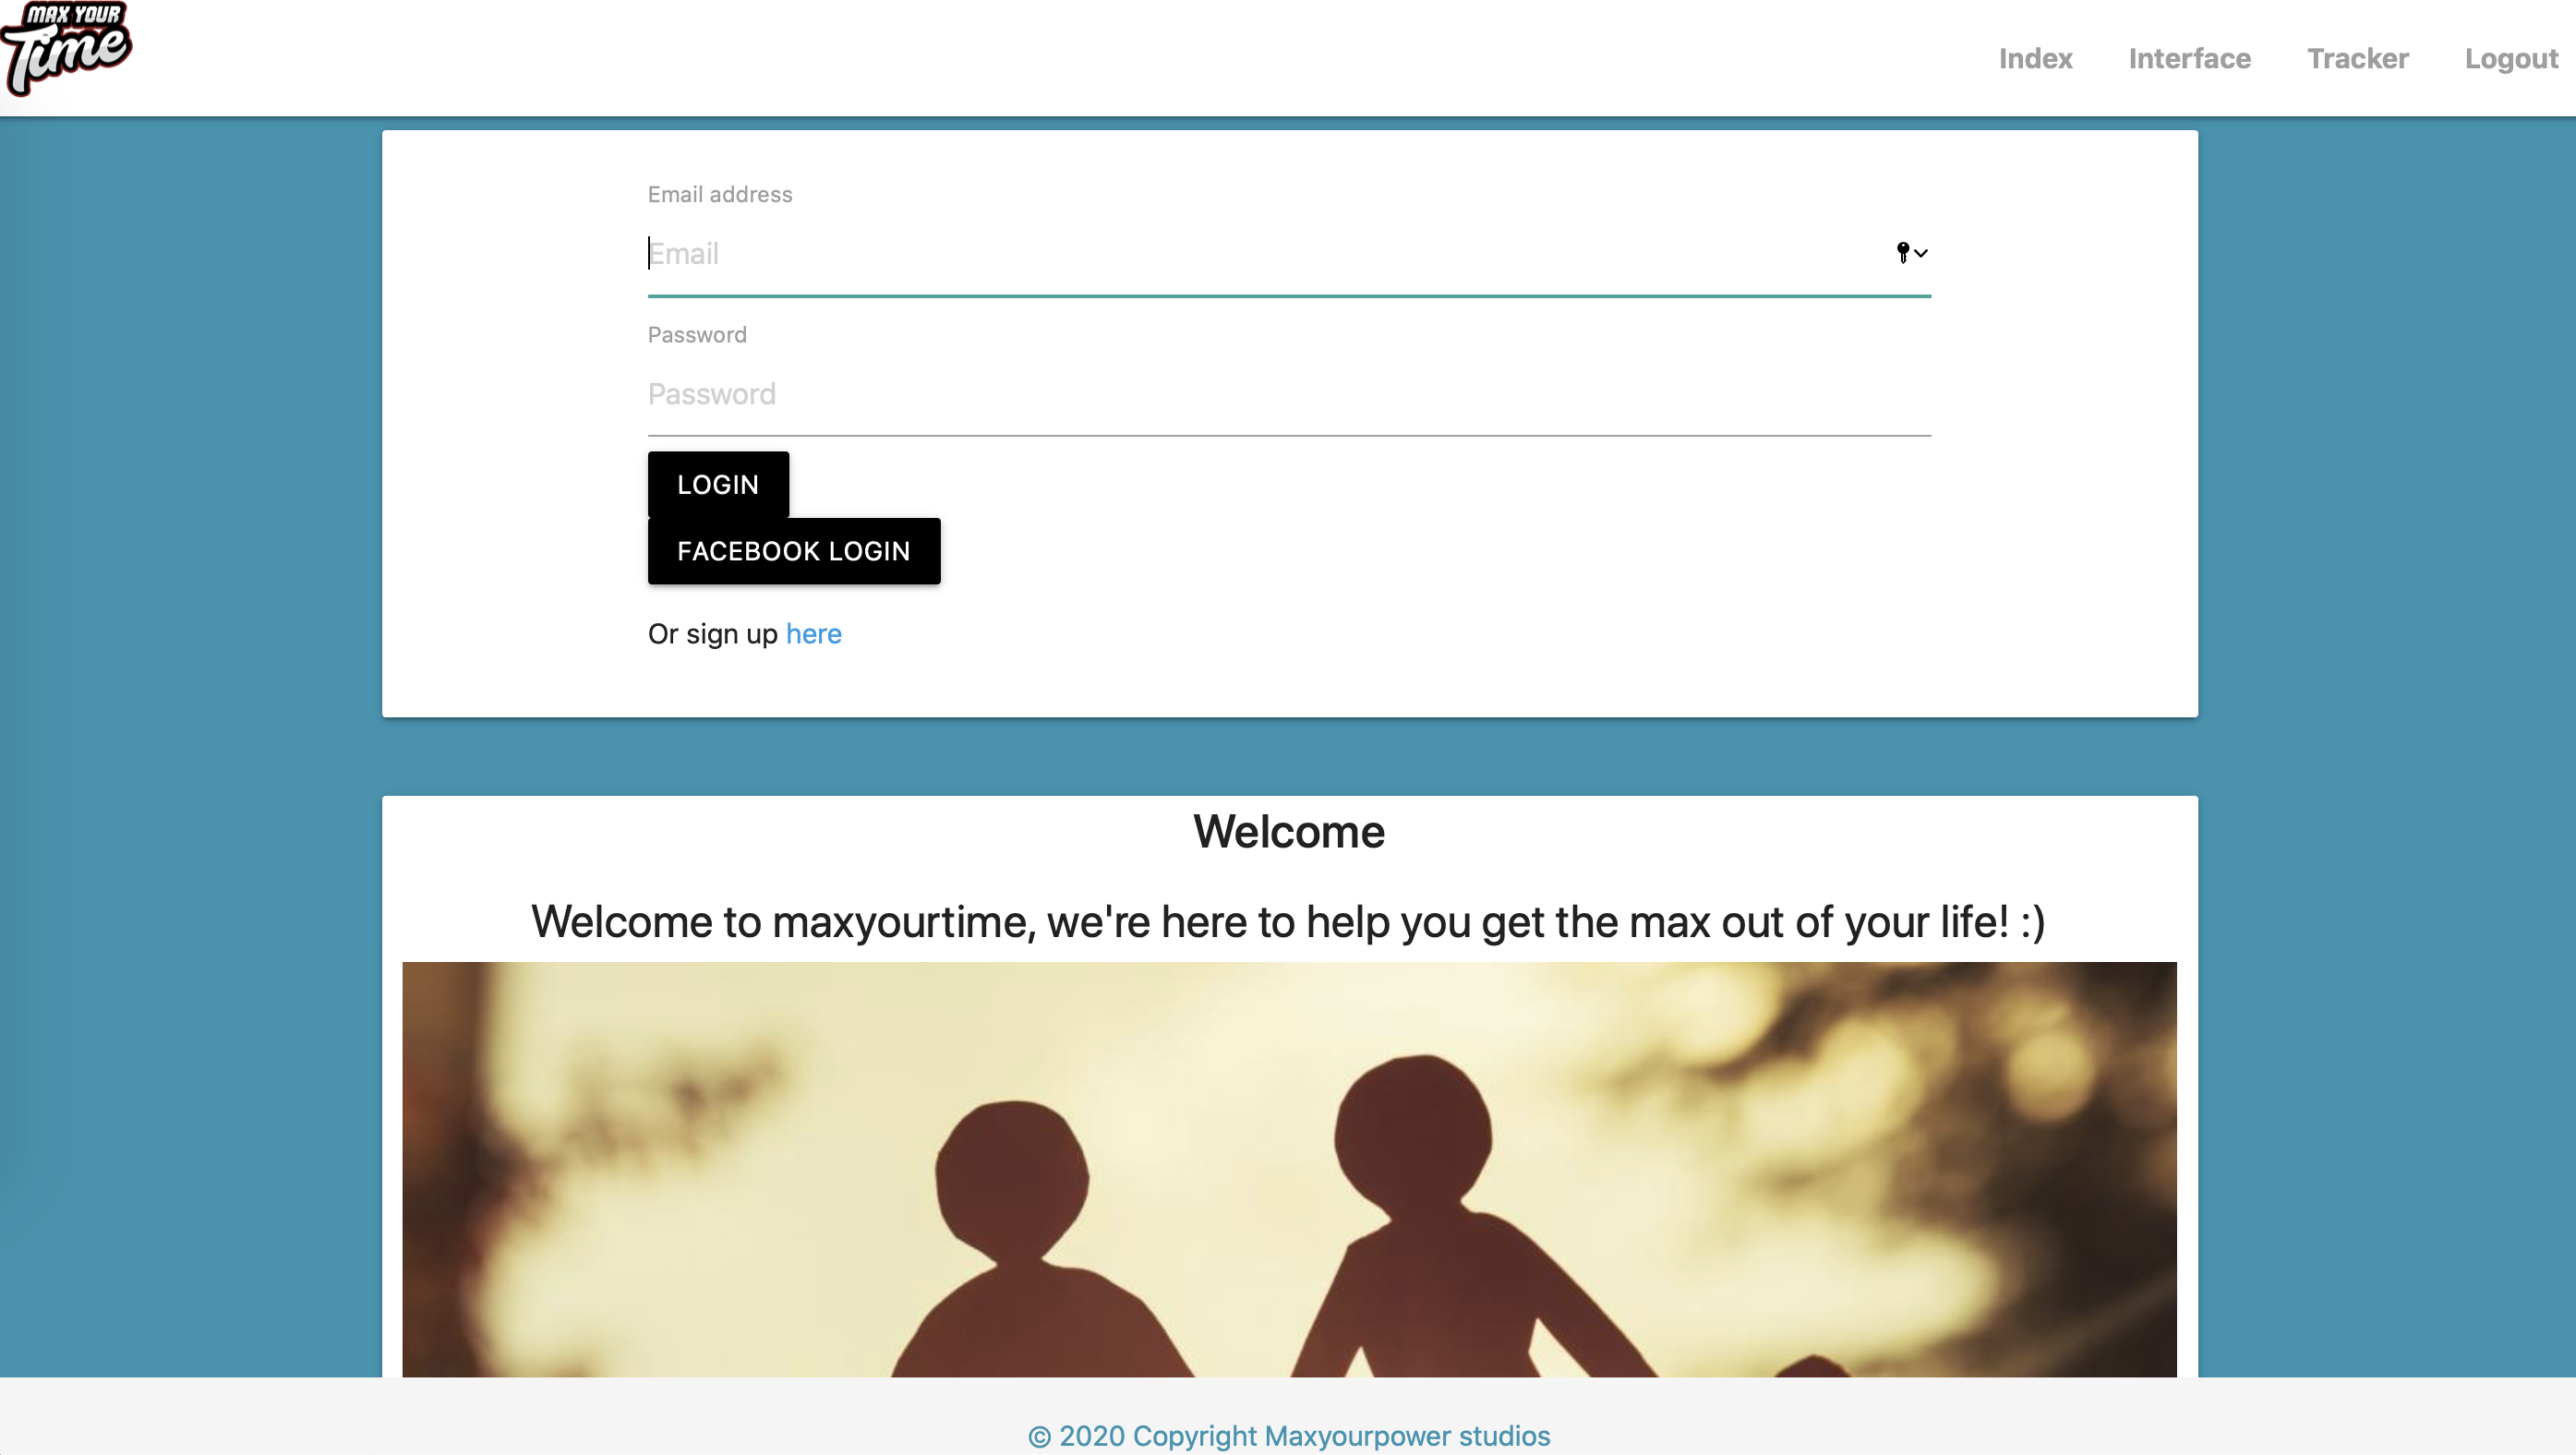 MAX YOUR
Time
Index Interface Tracker Logout
Email address
Email
Password
Password
LOGIN
FACEBOOK LOGIN
Or sign up here
Welcome
Welcome to maxyourtime, we're here to help you get the max out of your life! :)
© 2020 Copyright Maxyourpower studios